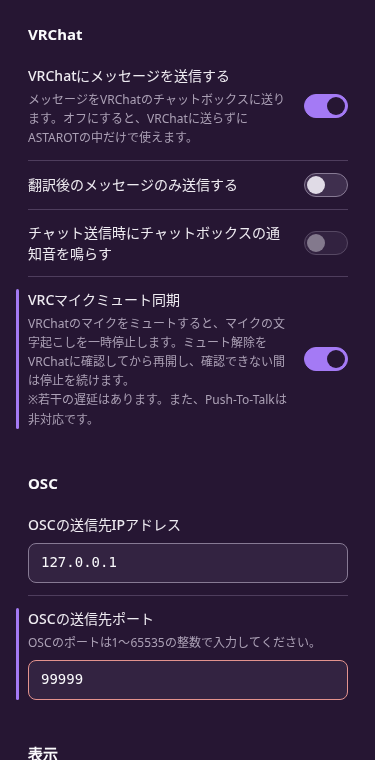 VRChat
VRChatにメッセージを送信する
メッセージをVRChatのチャットボックスに送り
ます。オフにすると、VRChatに送らずに
ASTAROTの中だけで使えます。
翻訳後のメッセージのみ送信する
チャット送信時にチャットボックスの通
知音を鳴らす
VRCマイクミュート同期
VRChatのマイクをミュートすると、マイクの文
字起こしを一時停止します。ミュート解除を
VRChatに確認してから再開し、確認できない間
は停止を続けます。
※若干の遅延はあります。また、Push-To-Talkは
非対応です。
OSC
OSCの送信先IPアドレス
127.0.0.1
OSCの送信先ポート
OSCのポートは1〜65535の整数で入力してください。
99999
表示